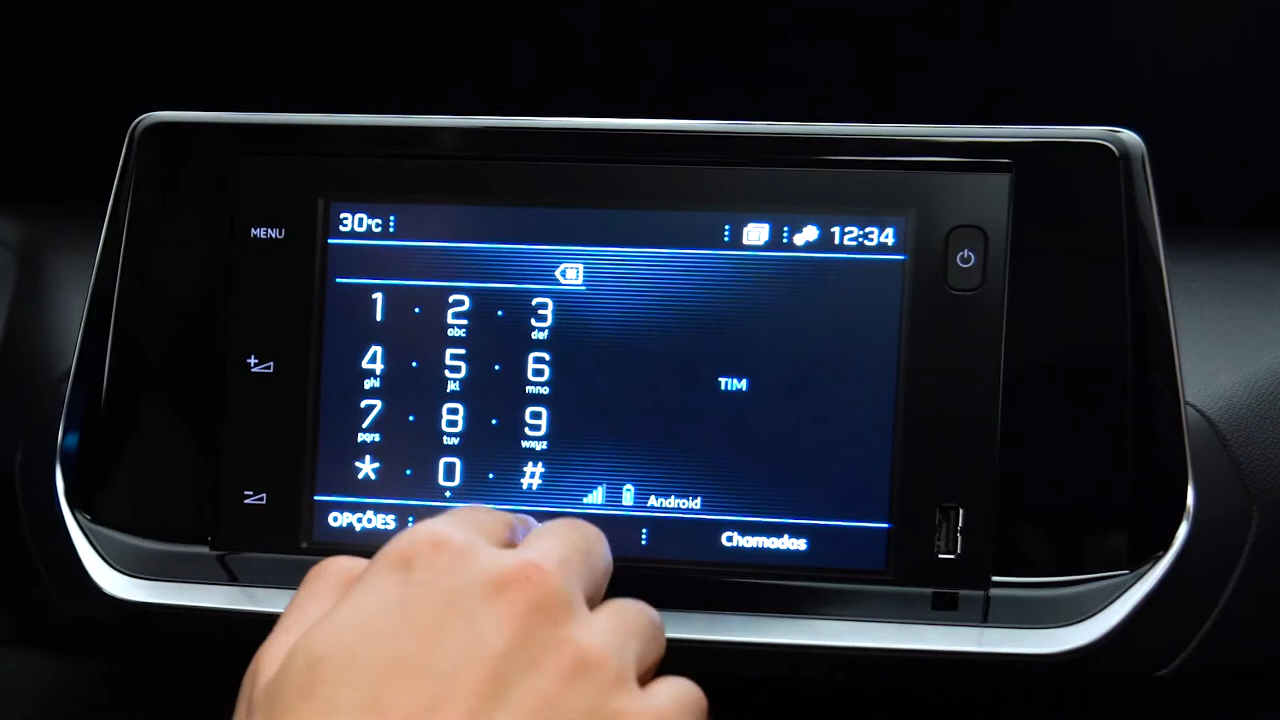 MENU
30°C
12:34
1 2 3
abc def
4 5 6
ghi jkl mno
7 8 9
pqrs tuv wxyz
* 0 #
+
TIM
Android
OPÇÕES
Chamadas